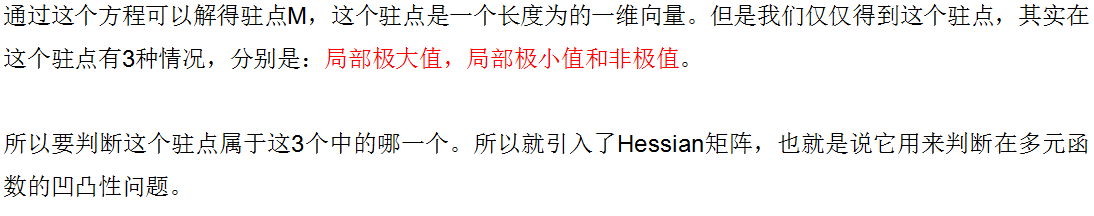 通过这个方程可以解得驻点M，这个驻点是一个长度为的一维向量。但是我们仅仅得到这个驻点，其实在
这个驻点有3种情况，分别是：局部极大值，局部极小值和非极值。
所以要判断这个驻点属于这3个中的哪一个。所以就引入了Hessian矩阵，也就是说它用来判断在多元函
数的凹凸性问题。